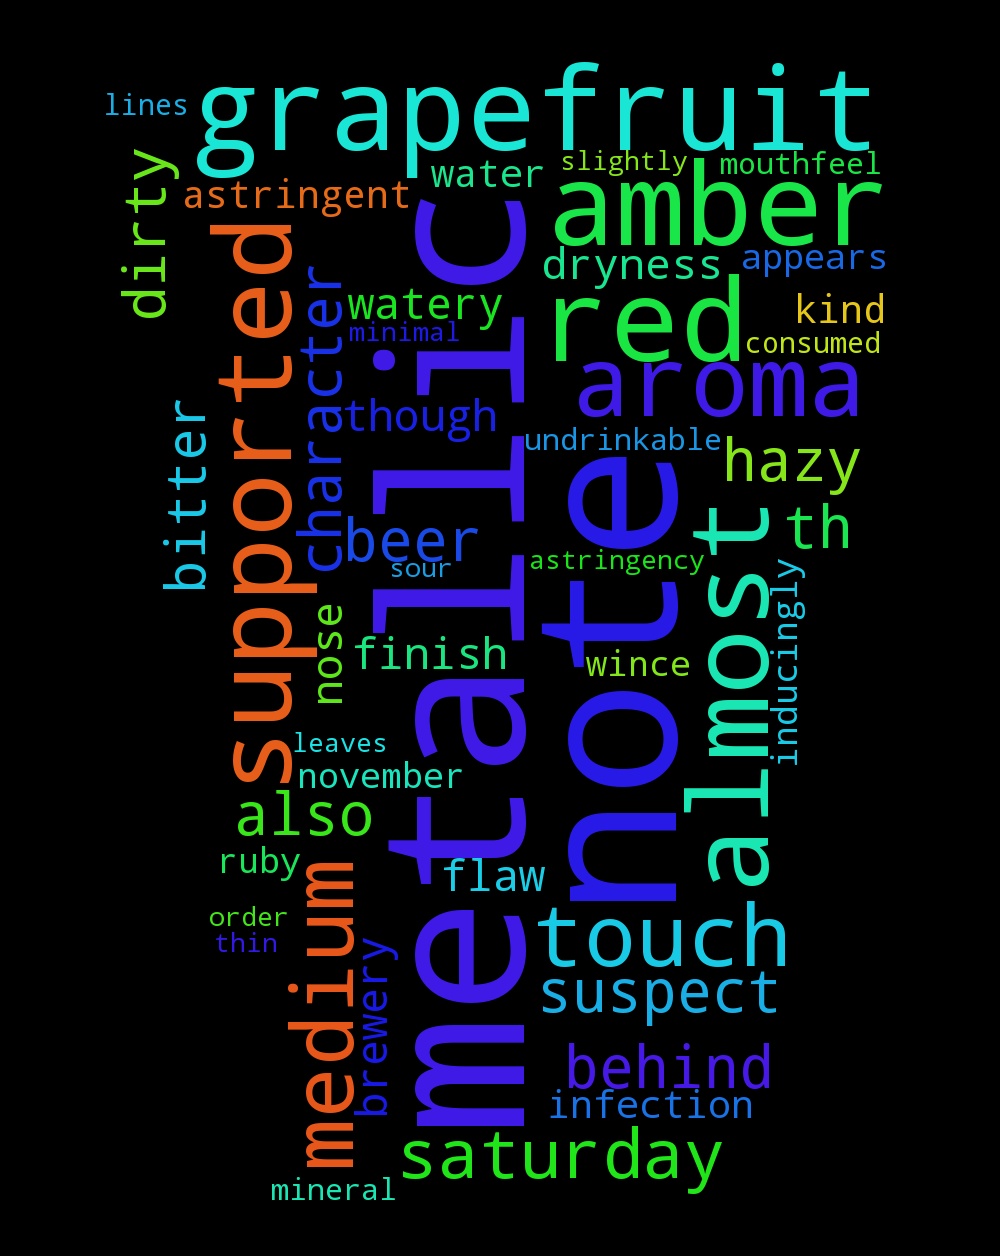 grapefruit
lines
slightly
mouthfeel
water
astringent
amber
dirty
dryness
appears
supported
character
watery
red
kind
minimal
consumed
metallic
aroma
though
undrinkable
bitter
note
hazy
beer
almost
th
sour
astringency
inducingly
nose
finish
wince
leaves
november
also
ruby
flaw
medium
order
touch
thin
brewery
suspect
behind
infection
saturday
mineral